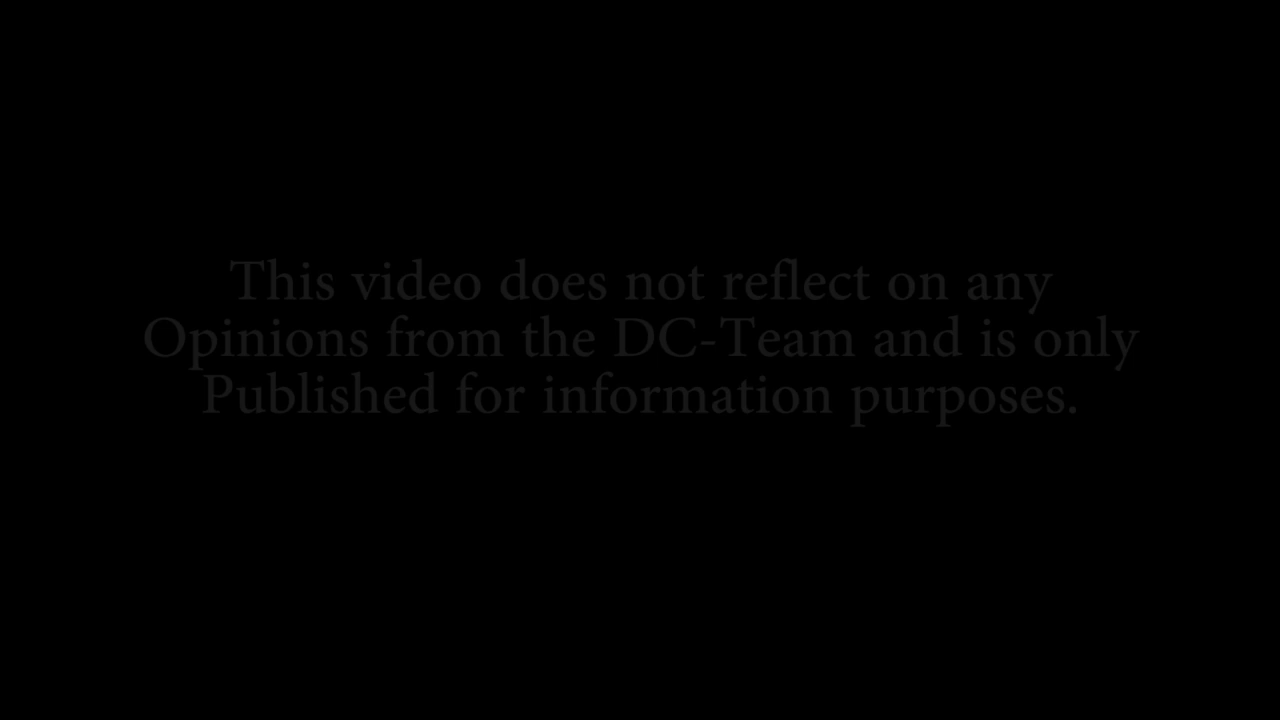 This video does not reflect on any
Opinions from the DC-Team and is only
Published for information purposes.